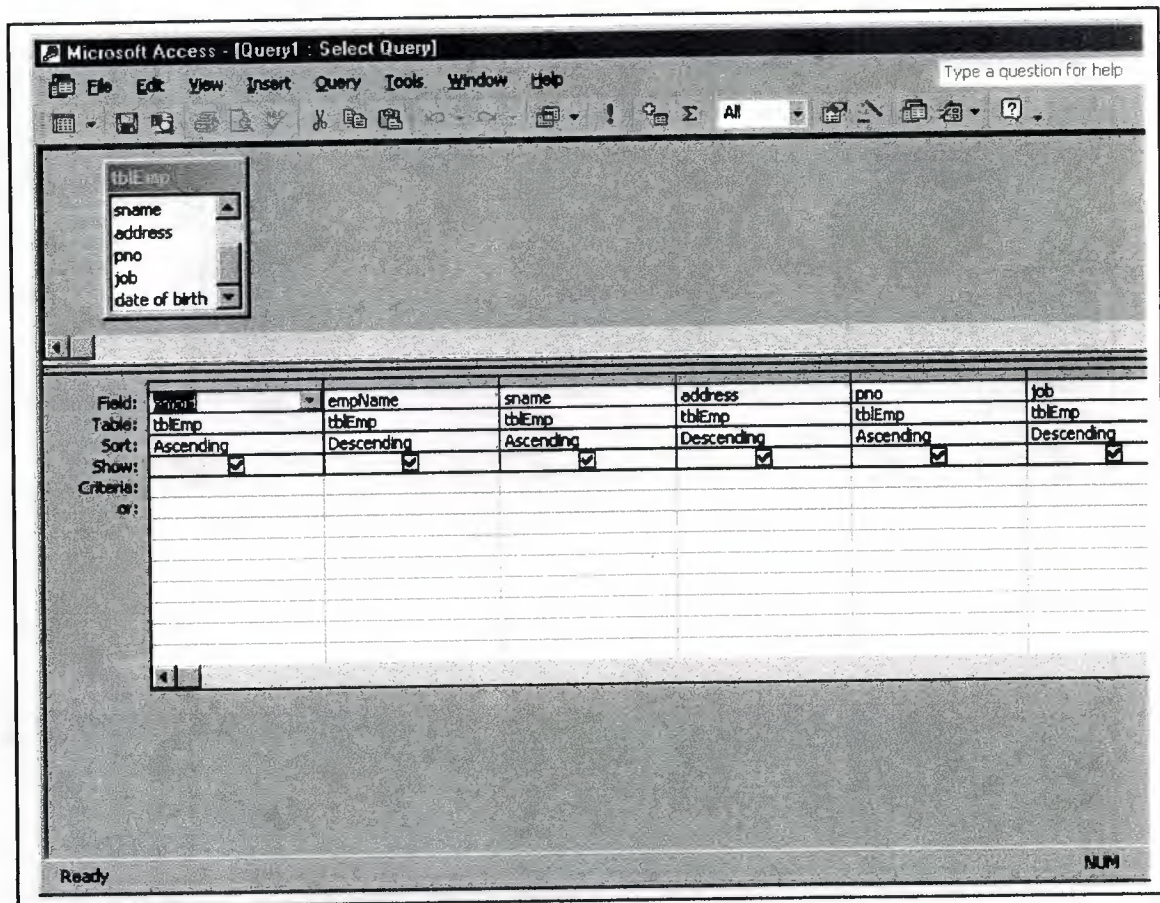 Microsoft Access - [Query1 : Select Query]
File Edit View Insert Query Tools Window Help
Type a question for help
All
tblEmp
sname
address
pno
job
date of birth
Field: empName sname address pno job
Table: tblEmp tblEmp tblEmp tblEmp tblEmp tblEmp
Sort: Ascending Descending Ascending Descending Ascending Descending
Show:
Criteria:
or:
Ready
NUM